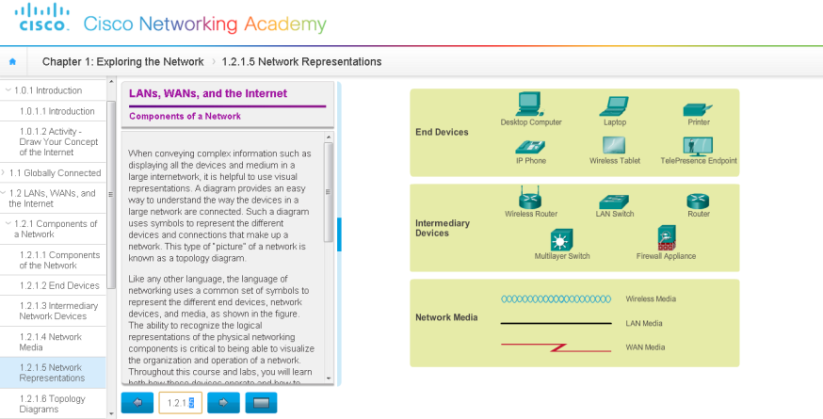 CISCO. Cisco Networking Academy
Chapter 1: Exploring the Network > 1.2.1.5 Network Representations
1.0.1 Introduction
1.0.1.1 Introduction
1.0.1.2 Activity -
Draw Your Concept
of the Internet
1.1 Globally Connected
1.2 LANs, WANs, and
the Internet
1.2.1 Components of
a Network
1.2.1.1 Components
of the Network
1.2.1.2 End Devices
1.2.1.3 Intermediary
Network Devices
1.2.1.4 Network
Media
1.2.1.5 Network
Representations
1.2.1.6 Topology
Diagrams
LANs, WANs, and the Internet
Components of a Network
When conveying complex information such as
displaying all the devices and medium in a
large internetwork, it is helpful to use visual
representations. A diagram provides an easy
way to understand the way the devices in a
large network are connected. Such a diagram
uses symbols to represent the different
devices and connections that make up a
network. This type of "picture" of a network is
known as a topology diagram.
Like any other language, the language of
networking uses a common set of symbols to
represent the different end devices, network
devices, and media, as shown in the figure.
The ability to recognize the logical
representations of the physical networking
components is critical to being able to visualize
the organization and operation of a network.
Throughout this course and labs, you will learn
both how these devices operate and how to
1.2.1.5
End Devices
Desktop Computer
Laptop
Printer
IP Phone
Wireless Tablet
TelePresence Endpoint
Intermediary
Devices
Wireless Router
LAN Switch
Router
Multilayer Switch
Firewall Appliance
Network Media
Wireless Media
LAN Media
WAN Media